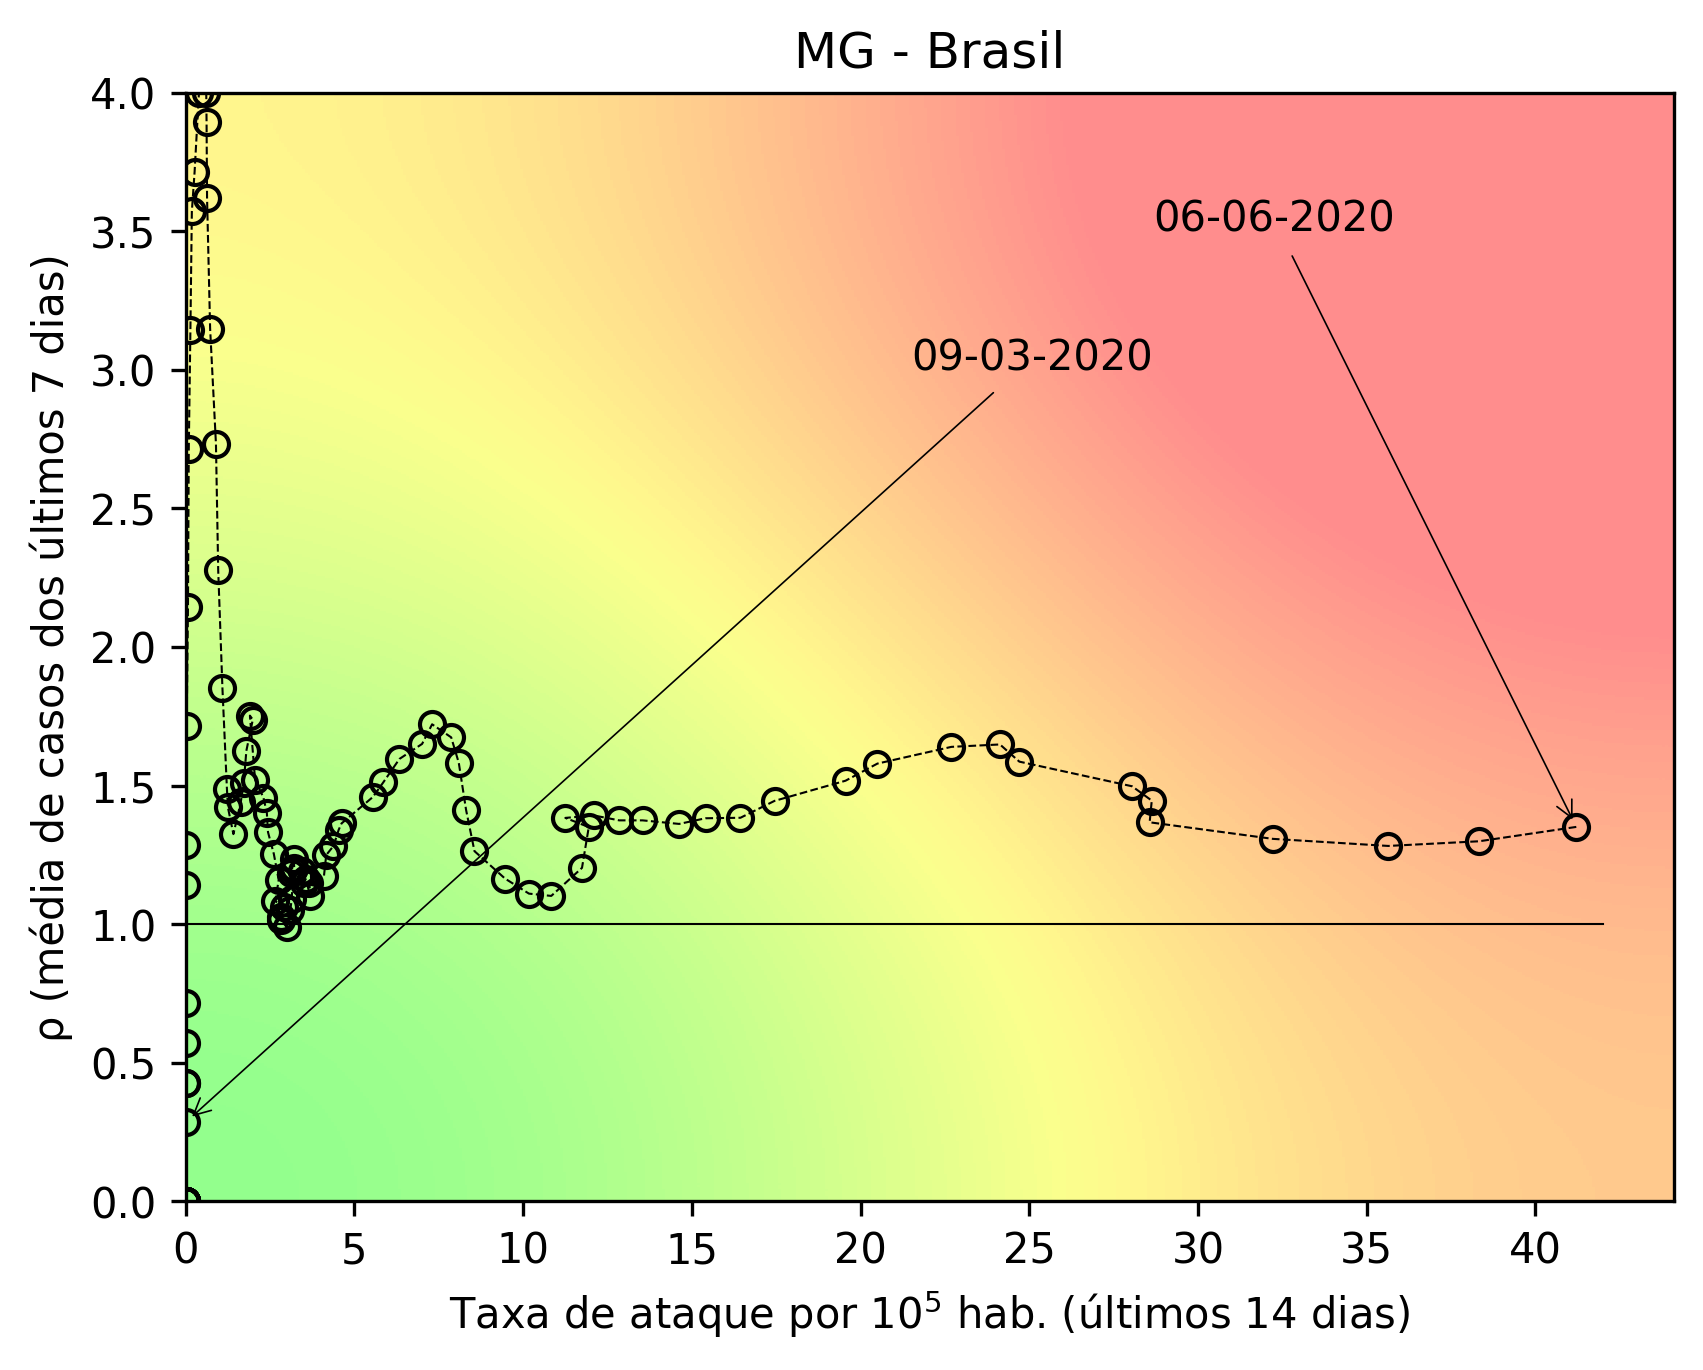 MG - Brasil
4.0
3.5
3.0
2.5
2.0
1.5
1.0
0.5
0.0
ρ (média de casos dos últimos 7 dias)
06-06-2020
09-03-2020
0 5 10 15 20 25 30 35 40
Taxa de ataque por 10⁵ hab. (últimos 14 dias)